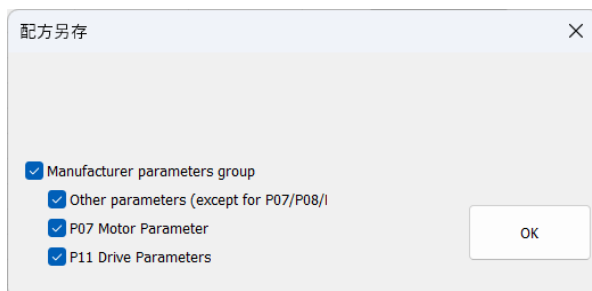 配方另存
Manufacturer parameters group
Other parameters (except for P07/P08/
P07 Motor Parameter
OK
P11 Drive Parameters